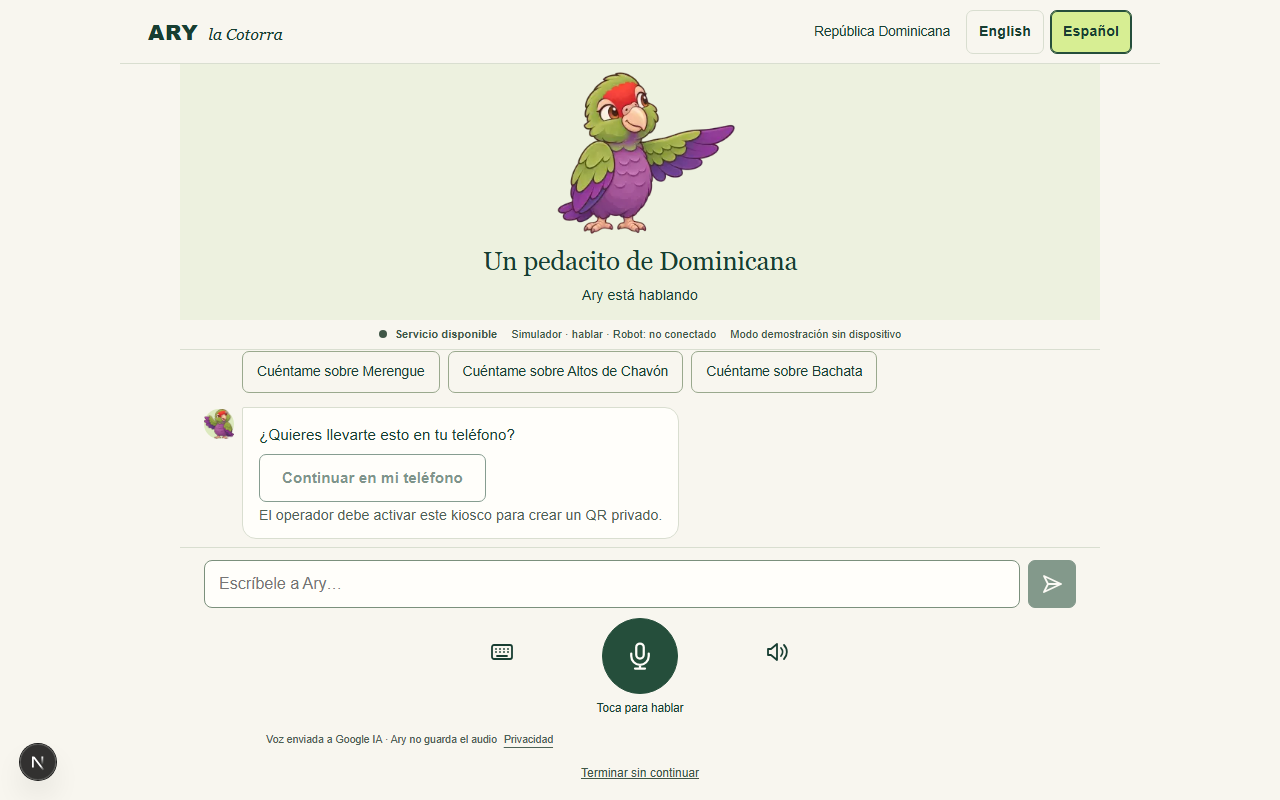 ARY la Cotorra
República Dominicana English Español
Un pedacito de Dominicana
Ary está hablando
Servicio disponible Simulador · hablar · Robot: no conectado Modo demostración sin dispositivo
Cuéntame sobre Merengue Cuéntame sobre Altos de Chavón Cuéntame sobre Bachata
¿Quieres llevarte esto en tu teléfono?
Continuar en mi teléfono
El operador debe activar este kiosco para crear un QR privado.
Escríbele a Ary…
Toca para hablar
Voz enviada a Google IA · Ary no guarda el audio Privacidad
Terminar sin continuar
N